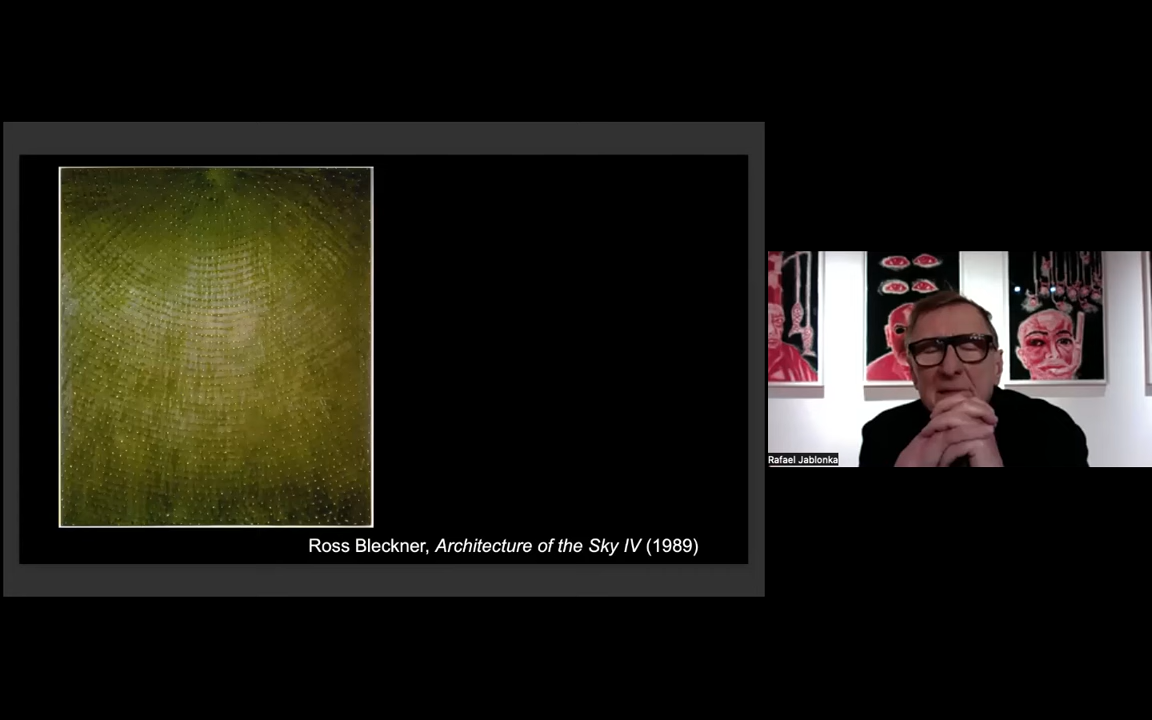 Ross Bleckner, Architecture of the Sky IV (1989)
Rafael Jablonka